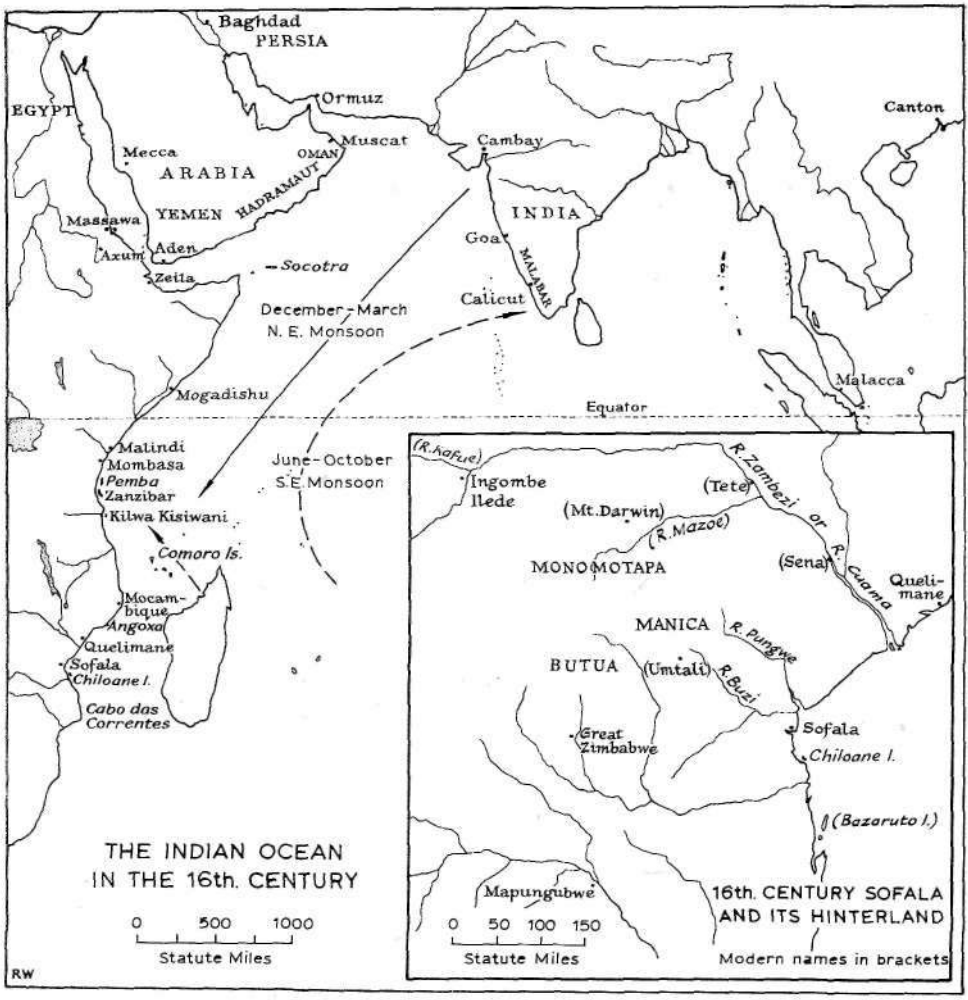 Baghdad
PERSIA
EGYPT
Ormuz
Canton
Muscat
Cambay
OMAN
Mecca
ARABIA
HADRAMAUT
YEMEN
INDIA
Massawa
Goa
Axum
Aden
MALABAR
Zeila
Socotra
Calicut
December-March
N. E. Monsoon
Malacca
Mogadishu
Equator
Malindi
Mombasa
Pemba
Zanzibar
Kilwa Kisiwani
June-October
S.E. Monsoon
Comoro Is.
Mocam-
bique
Angoxa
Quelimane
Sofala
Chiloane I.
Cabo das
Correntes
THE INDIAN OCEAN
IN THE 16th. CENTURY
0 500 1000
Statute Miles
RW
(R.Kafue)
R. Zambezi or R. Cuama
Ingombe
Ilede
(Tete)
(Mt. Darwin)
(R. Mazoe)
MONOMOTAPA
(Sena)
Queli-
mane
MANICA
R. Pungwe
BUTUA
(Umtali)
R. Buzi
Great
Zimbabwe
Sofala
Chiloane I.
(Bazaruto I.)
Mapungubwe
16th. CENTURY SOFALA
AND ITS HINTERLAND
0 50 100 150
Statute Miles
Modern names in brackets